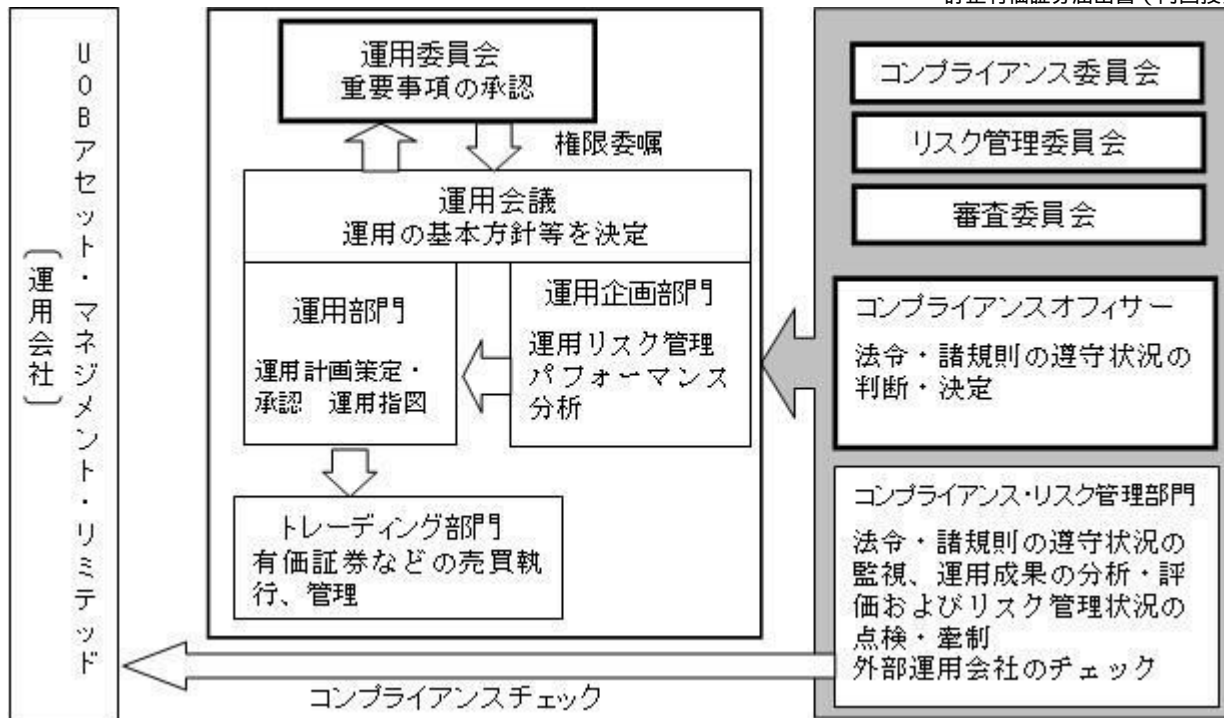 訂正有価証券届出書(内国投
UOBアセット・マネジメント・リミテッド
〔運用会社〕
運用委員会
重要事項の承認
権限委嘱
運用会議
運用の基本方針等を決定
運用部門
運用計画策定・
承認 運用指図
運用企画部門
運用リスク管理
パフォーマンス
分析
トレーディング部門
有価証券などの売買執
行、管理
コンプライアンス委員会
リスク管理委員会
審査委員会
コンプライアンスオフィサー
法令・諸規則の遵守状況の
判断・決定
コンプライアンス・リスク管理部門
法令・諸規則の遵守状況の
監視、運用成果の分析・評
価およびリスク管理状況の
点検・牽制
外部運用会社のチェック
コンプライアンスチェック